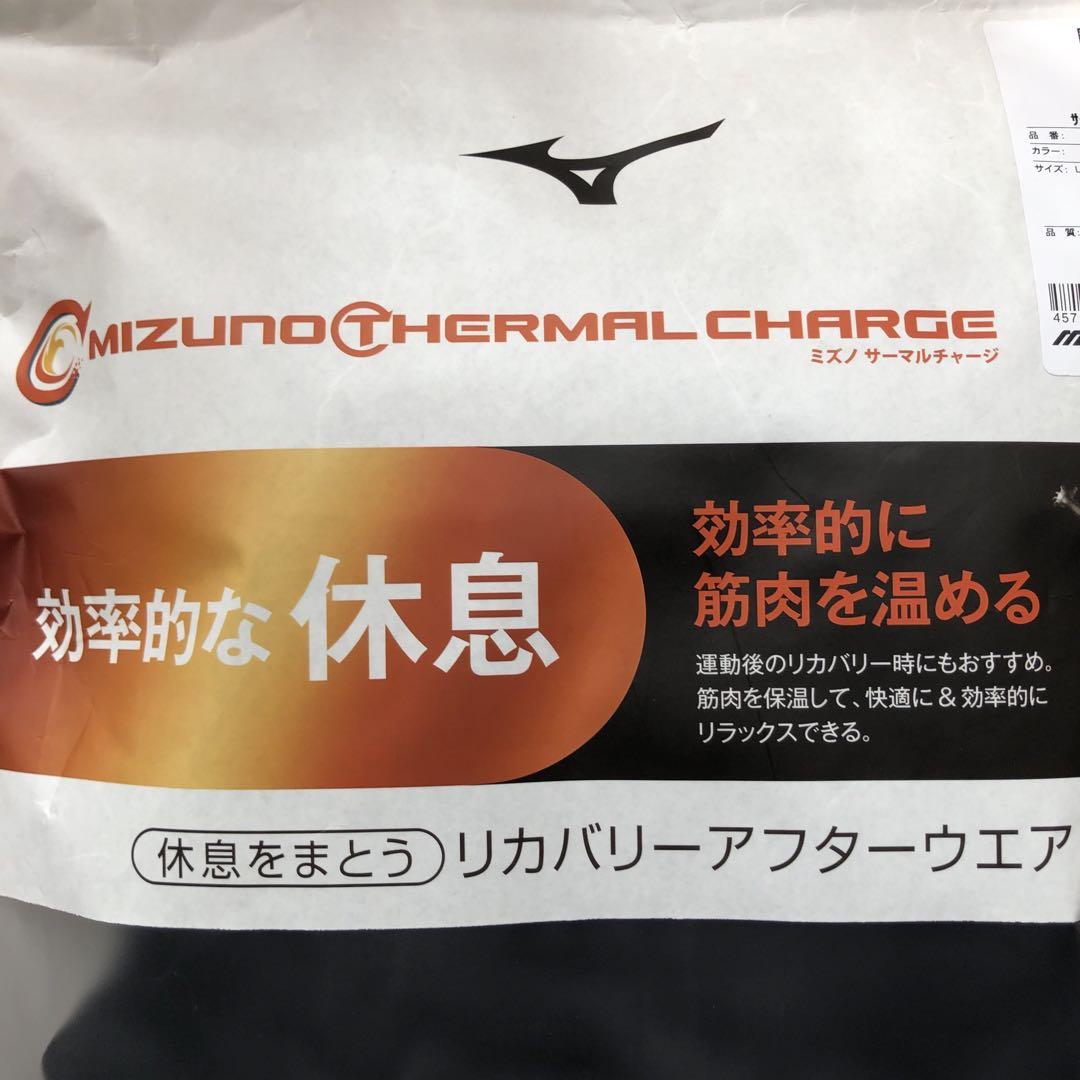 品番:
カラー:
サイズ: L
品質:
457
MIZUNO THERMAL CHARGE
ミズノ サーマルチャージ
効率的な 休息
効率的に
筋肉を温める
運動後のリカバリー時にもおすすめ。
筋肉を保温して、快適に&効率的に
リラックスできる。
休息をまとう リカバリーアフターウエア